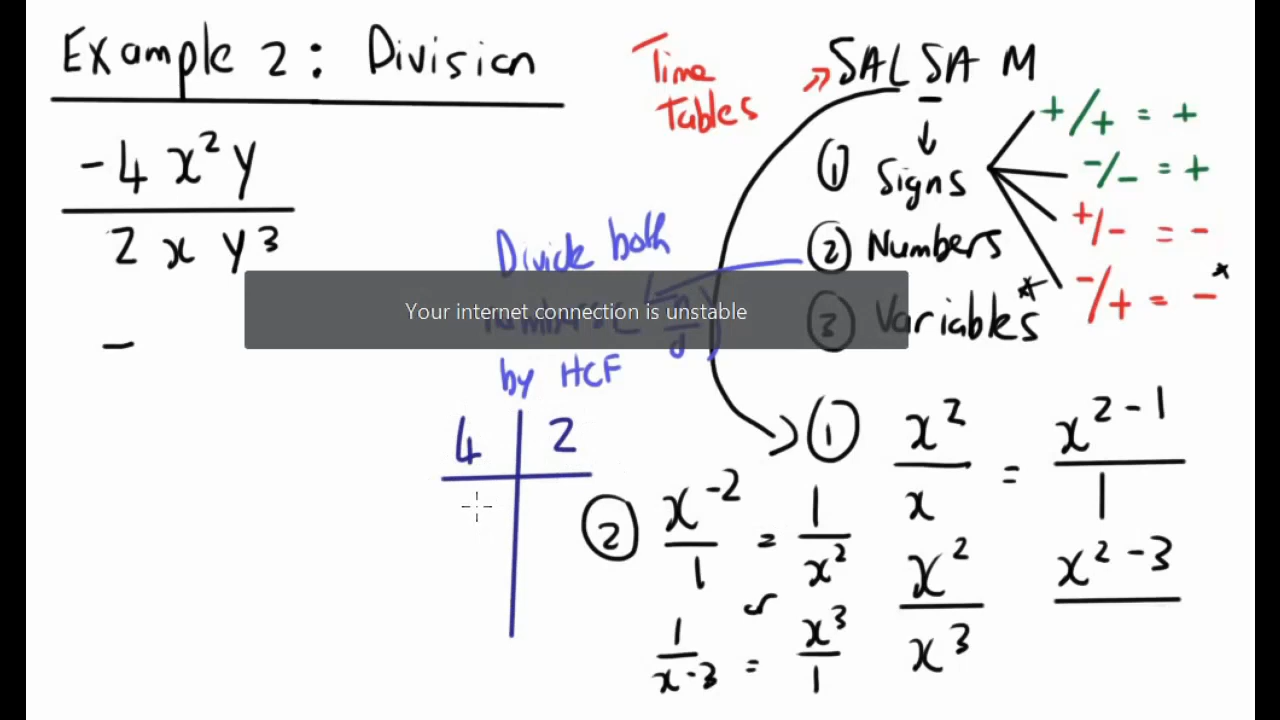 Example 2: Division
Time
Tables
SALSA M
-4x²y
2xy³
-
① Signs
+/+ = +
-/- = +
+/- = -
-/+ = - *
② Numbers
③ Variables *
Divide both
by HCF
Your internet connection is unstable
4 | 2
① x²/x = x²⁻¹/1
x²/x³ x²⁻³
② x⁻²/1 = 1/x²
or
1/x-3 = x³/1